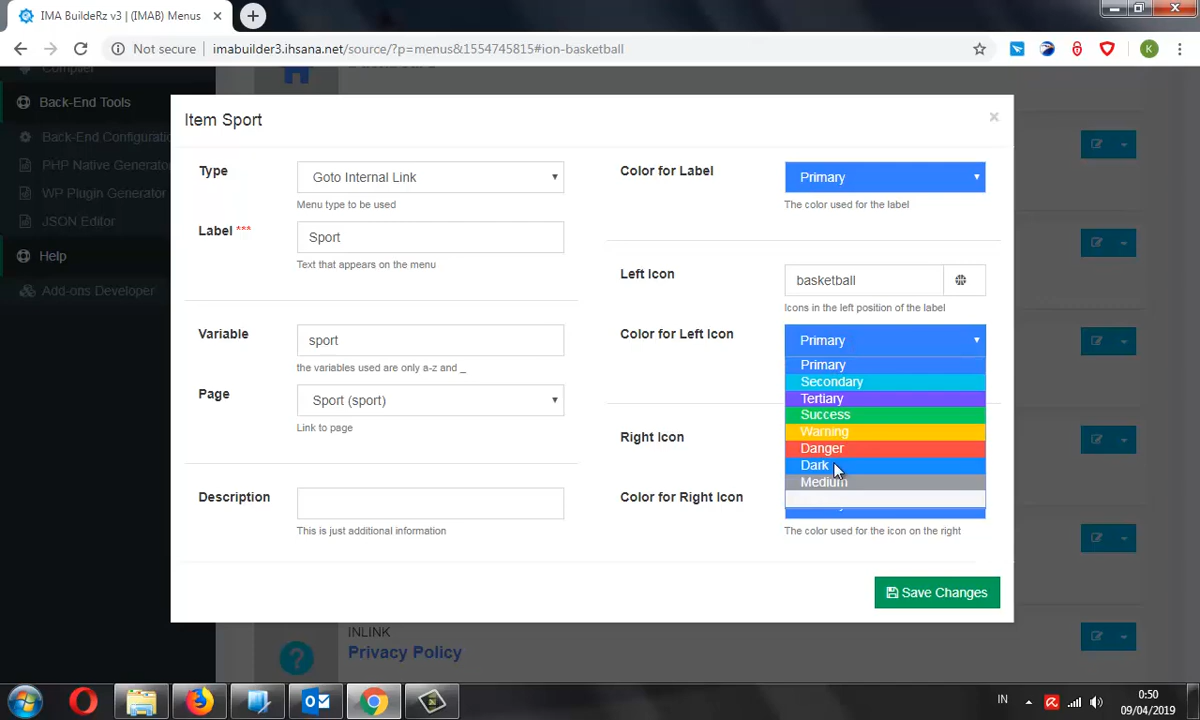 IMA BuildeRz v3 | (IMAB) Menus
Not secure
imabuilder3.ihsana.net/source/?p=menus&1554745815#ion-basketball
K
Compiler
Back-End Tools
Back-End Configuratio
PHP Native Generator
WP Plugin Generator
JSON Editor
Help
Add-ons Developer
Item Sport
×
Type
Goto Internal Link
Menu type to be used
Label ***
Sport
Text that appears on the menu
Variable
sport
the variables used are only a-z and _
Page
Sport (sport)
Link to page
Description
This is just additional information
Color for Label
Primary
The color used for the label
Left Icon
basketball
Icons in the left position of the label
Color for Left Icon
Primary
Primary
Secondary
Tertiary
Success
Warning
Danger
Dark
Medium
Right Icon
Color for Right Icon
The color used for the icon on the right
Save Changes
INLINK
Privacy Policy
IN
0:50
09/04/2019